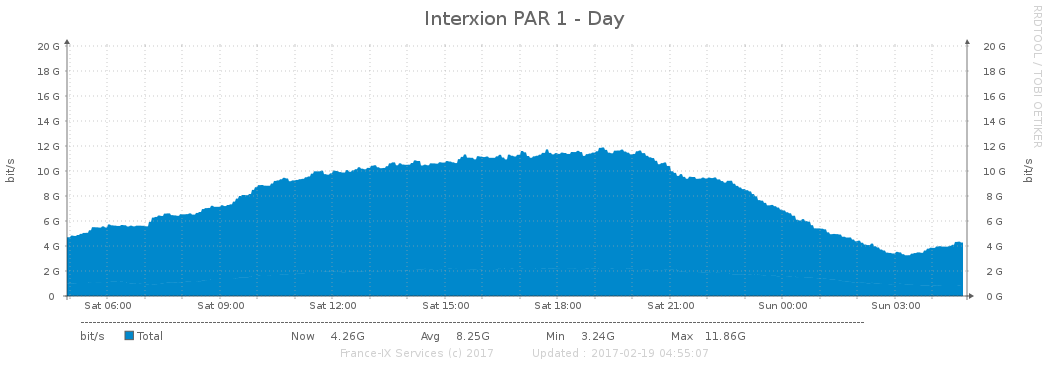 Interxion PAR 1 - Day
RRDTOOL / TOBI OETIKER
bit/s
20 G 20 G
18 G 18 G
16 G 16 G
14 G 14 G
12 G 12 G
10 G 10 G
8 G 8 G
6 G 6 G
4 G 4 G
2 G 2 G
0 0 G
bit/s
Sat 06:00 Sat 09:00 Sat 12:00 Sat 15:00 Sat 18:00 Sat 21:00 Sun 00:00 Sun 03:00
bit/s Total Now 4.26G Avg 8.25G Min 3.24G Max 11.86G
France-IX Services (c) 2017 Updated : 2017-02-19 04:55:07